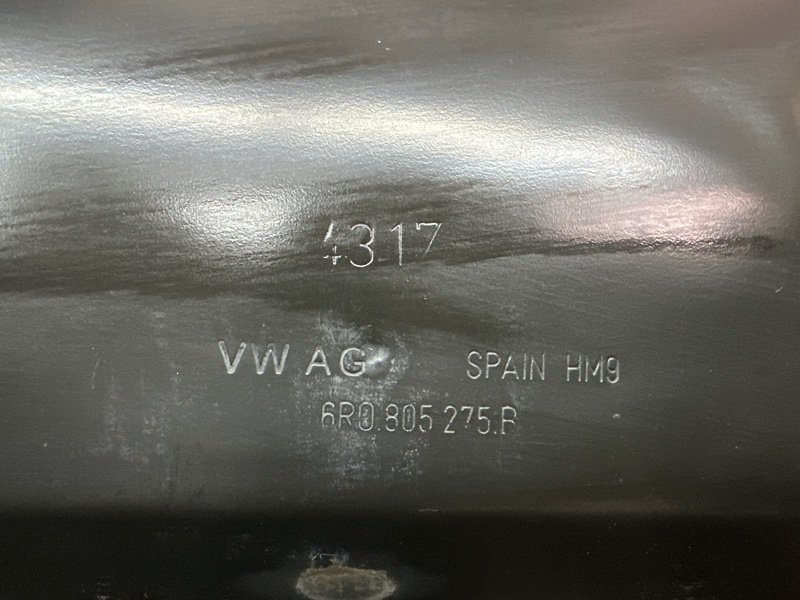 4317
VW AG SPAIN HM9
6R0.805 275.B